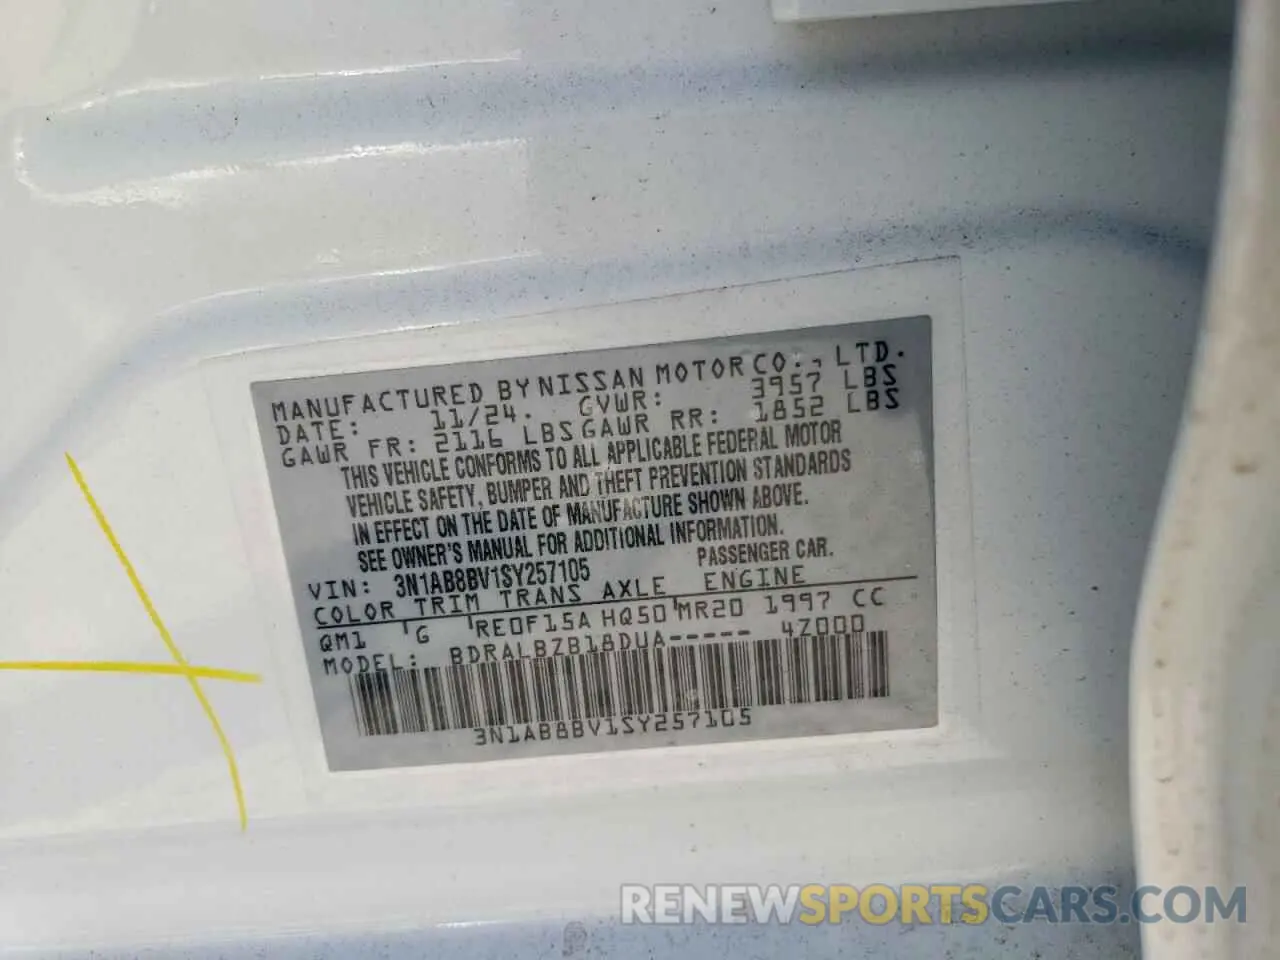 MANUFACTURED BY NISSAN MOTOR CO., LTD.
DATE: 11/24. GVWR: 3957 LBS
GAWR FR: 2116 LBS GAWR RR: 1852 LBS
THIS VEHICLE CONFORMS TO ALL APPLICABLE FEDERAL MOTOR
VEHICLE SAFETY, BUMPER AND THEFT PREVENTION STANDARDS
IN EFFECT ON THE DATE OF MANUFACTURE SHOWN ABOVE.
SEE OWNER'S MANUAL FOR ADDITIONAL INFORMATION.
VIN: 3N1AB8BV1SY257105 PASSENGER CAR.
COLOR TRIM TRANS AXLE ENGINE
QM1 G RE0F15A HQ50 MR20 1997 CC
MODEL: BDRALBZB18DUA----- 4Z000
3N1AB8BV1SY257105
RENEWSPORTSCARS.COM